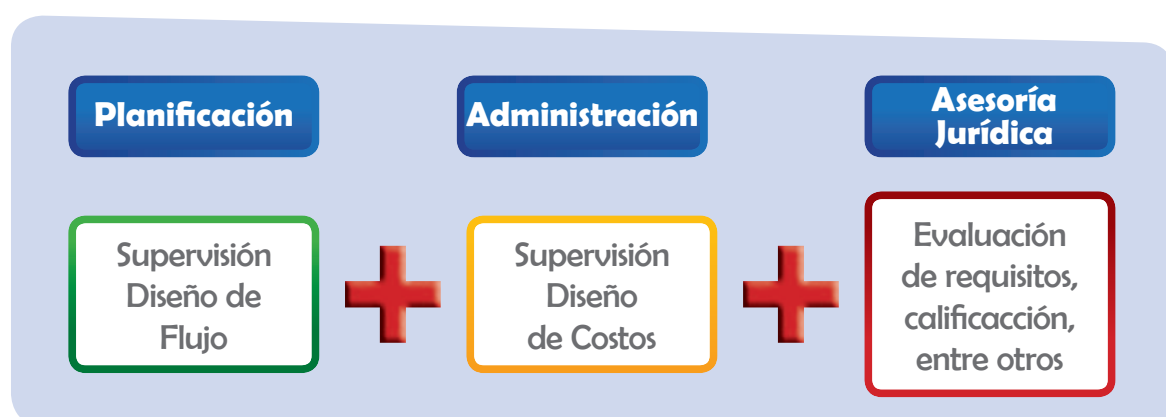 Planificación
Administración
Asesoría
Jurídica
Supervisión
Diseño de
Flujo
Supervisión
Diseño
de Costos
Evaluación
de requisitos,
calificacción,
entre otros